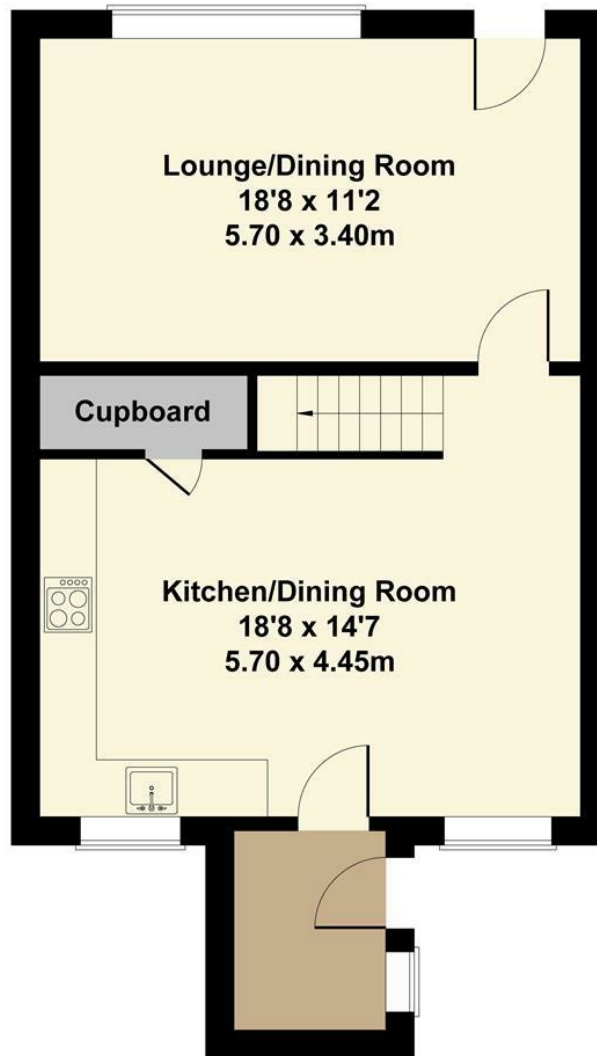 Lounge/Dining Room
18'8 x 11'2
5.70 x 3.40m
Cupboard
Kitchen/Dining Room
18'8 x 14'7
5.70 x 4.45m